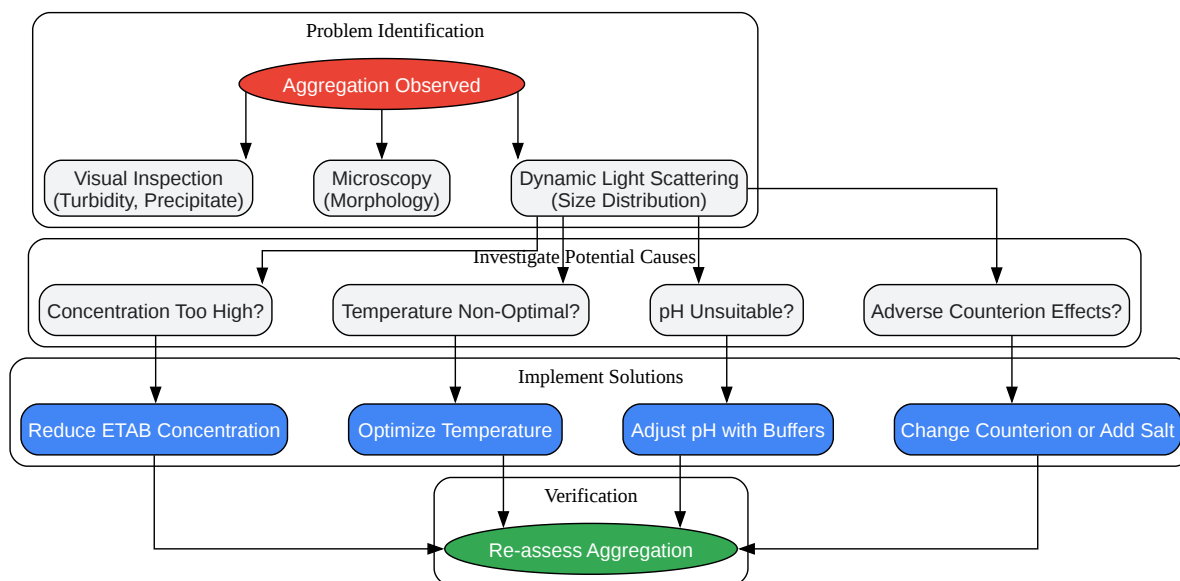 Problem Identification
Aggregation Observed
Visual Inspection
(Turbidity, Precipitate)
Microscopy
(Morphology)
Dynamic Light Scattering
(Size Distribution)
Investigate Potential Causes
Concentration Too High?
Temperature Non-Optimal?
pH Unsuitable?
Adverse Counterion Effects?
Implement Solutions
Reduce ETAB Concentration
Optimize Temperature
Adjust pH with Buffers
Change Counterion or Add Salt
Verification
Re-assess Aggregation